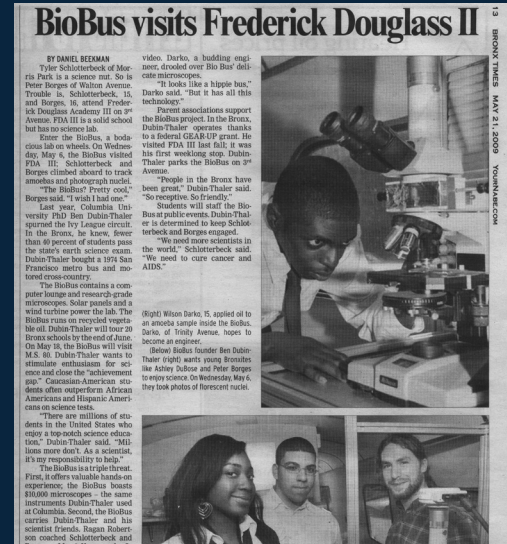 BioBus visits Frederick Douglass II
BY DANIEL BEEKMAN
Tyler Schlotterbeck of Mor-
ris Park is a science nut. So is
Peter Borges of Walton Avenue.
Trouble is, Schlotterbeck, 15,
and Borges, 16, attend Freder-
ick Douglass Academy III on 3rd
Avenue. FDA III is a solid school
but has no science lab.
Enter the BioBus, a boda-
cious lab on wheels. On Wednes-
day, May 6, the BioBus visited
FDA III; Schlotterbeck and
Borges climbed aboard to track
amoebas and photograph nuclei.
"The BioBus? Pretty cool,"
Borges said. "I wish I had one."
Last year, Columbia Uni-
versity PhD Ben Dubin-Thaler
spurned the Ivy League circuit.
In the Bronx, he knew, fewer
than 40 percent of students pass
the state's earth science exam.
Dubin-Thaler bought a 1974 San
Francisco metro bus and mo-
tored cross-country.
The BioBus contains a com-
puter lounge and research-grade
microscopes. Solar panels and a
wind turbine power the lab. The
BioBus runs on recycled vegeta-
ble oil. Dubin-Thaler will tour 20
Bronx schools by the end of June.
On May 18, the BioBus will visit
M.S. 80. Dubin-Thaler wants to
stimulate enthusiasm for sci-
ence and close the "achievement
gap." Caucasian-American stu-
dents often outperform African
Americans and Hispanic Ameri-
cans on science tests.
"There are millions of stu-
dents in the United States who
enjoy a top-notch science educa-
tion," Dubin-Thaler said. "Mil-
lions more don't. As a scientist,
it's my responsibility to help."
The BioBus is a triple threat.
First, it offers valuable hands-on
experience; the BioBus boasts
$10,000 microscopes – the same
instruments Dubin-Thaler used
at Columbia. Second, the BioBus
carries Dubin-Thaler and his
scientist friends. Ragan Robert-
son coached Schlotterbeck and
video. Darko, a budding engi-
neer, drooled over Bio Bus' deli-
cate microscopes.
"It looks like a hippie bus,"
Darko said. "But it has all this
technology."
Parent associations support
the BioBus project. In the Bronx,
Dubin-Thaler operates thanks
to a federal GEAR-UP grant. He
visited FDA III last fall; it was
his first weeklong stop. Dubin-
Thaler parks the BioBus on 3rd
Avenue.
"People in the Bronx have
been great," Dubin-Thaler said.
"So receptive. So friendly."
Students will staff the Bio-
Bus at public events. Dubin-Thal-
er is determined to keep Schlot-
terbeck and Borges engaged.
"We need more scientists in
the world," Schlotterbeck said.
"We need to cure cancer and
AIDS."
(Right) Wilson Darko, 15, applied oil to
an amoeba sample inside the BioBus.
Darko, of Trinity Avenue, hopes to
become an engineer.
(Below) BioBus founder Ben Dubin-
Thaler (right) wants young Bronxites
like Ashley DuBose and Peter Borges
to enjoy science. On Wednesday, May 6,
they took photos of florescent nuclei.
13 BRONX TIMES MAY 21, 2009 YOURNABE.COM